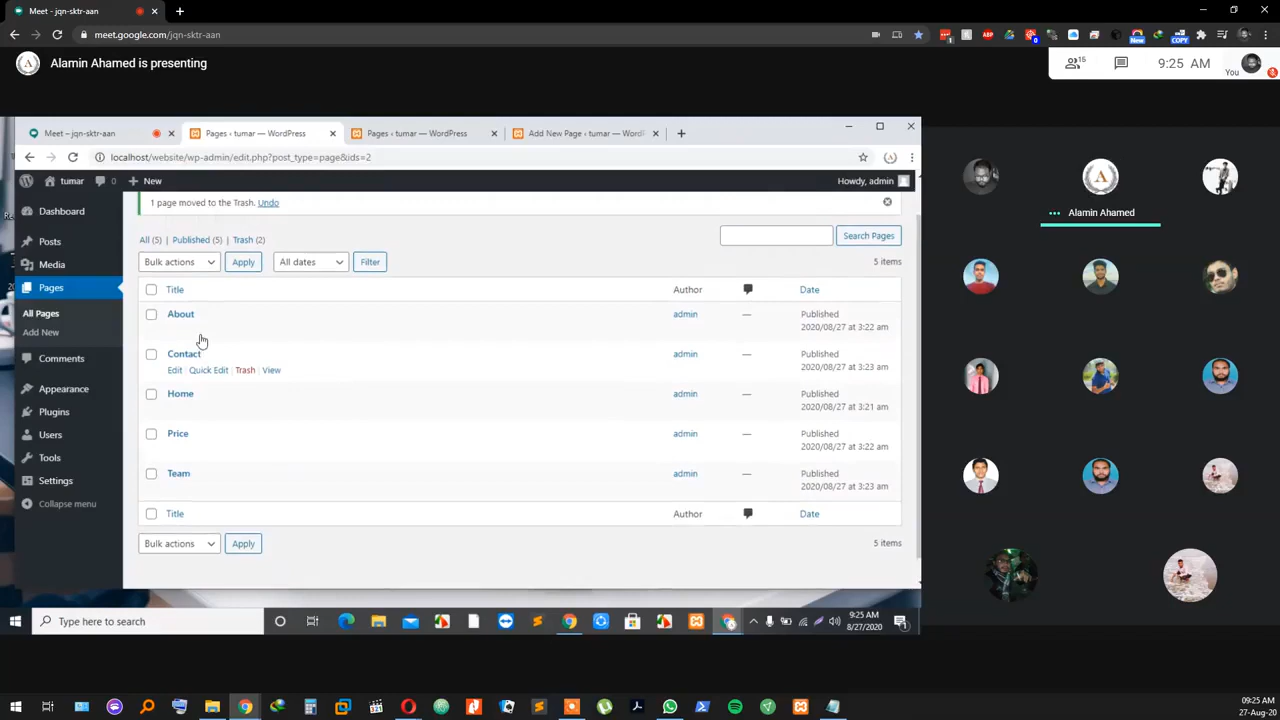 Meet - jqn-sktr-aan
meet.google.com/jqn-sktr-aan
New
COPY
Alamin Ahamed is presenting
15
9:25 AM
You
Meet – jqn-sktr-aan
Pages ‹ tumar — WordPress
Pages ‹ tumar — WordPress
Add New Page ‹ tumar — WordP
localhost/website/wp-admin/edit.php?post_type=page&ids=2
tumar
0
New
Howdy, admin
Dashboard
Posts
Media
Pages
All Pages
Add New
Comments
Appearance
Plugins
Users
Tools
Settings
Collapse menu
1 page moved to the Trash. Undo
All (5) | Published (5) | Trash (2)
Search Pages
Bulk actions
Apply
All dates
Filter
5 items
Title
Author
Date
About
admin
—
Published
2020/08/27 at 3:22 am
Contact
admin
—
Published
2020/08/27 at 3:23 am
Edit | Quick Edit | Trash | View
Home
admin
—
Published
2020/08/27 at 3:21 am
Price
admin
—
Published
2020/08/27 at 3:22 am
Team
admin
—
Published
2020/08/27 at 3:23 am
Title
Author
Date
Bulk actions
Apply
5 items
Alamin Ahamed
Type here to search
9:25 AM
8/27/2020
1
09:25 AM
27-Aug-20